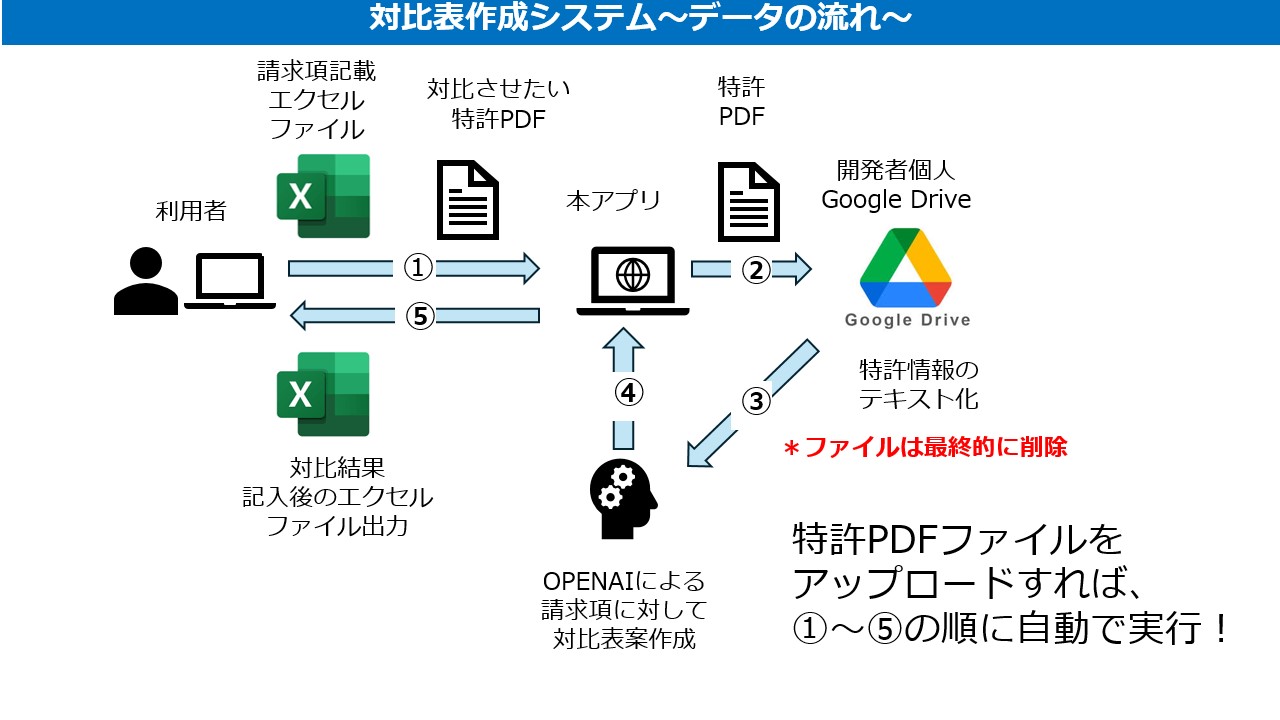 対比表作成システム～データの流れ～
請求項記載
エクセル
ファイル
対比させたい
特許PDF
特許
PDF
開発者個人
Google Drive
利用者
本アプリ
X
①
②
⑤
Google Drive
特許情報の
テキスト化
＊ファイルは最終的に削除
④
③
X
対比結果
記入後のエクセル
ファイル出力
OPENAIによる
請求項に対して
対比表案作成
特許PDFファイルを
アップロードすれば、
①～⑤の順に自動で実行！